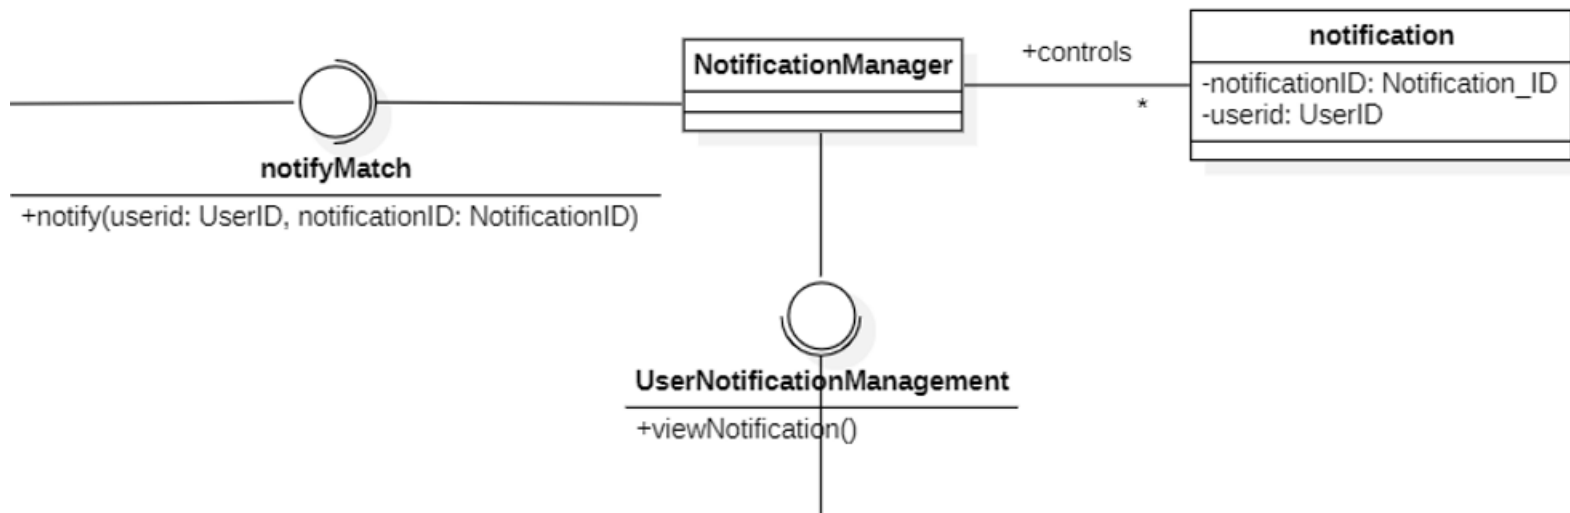 NotificationManager
+controls
*
notification
-notificationID: Notification_ID
-userid: UserID
notifyMatch
+notify(userid: UserID, notificationID: NotificationID)
UserNotificationManagement
+viewNotification()